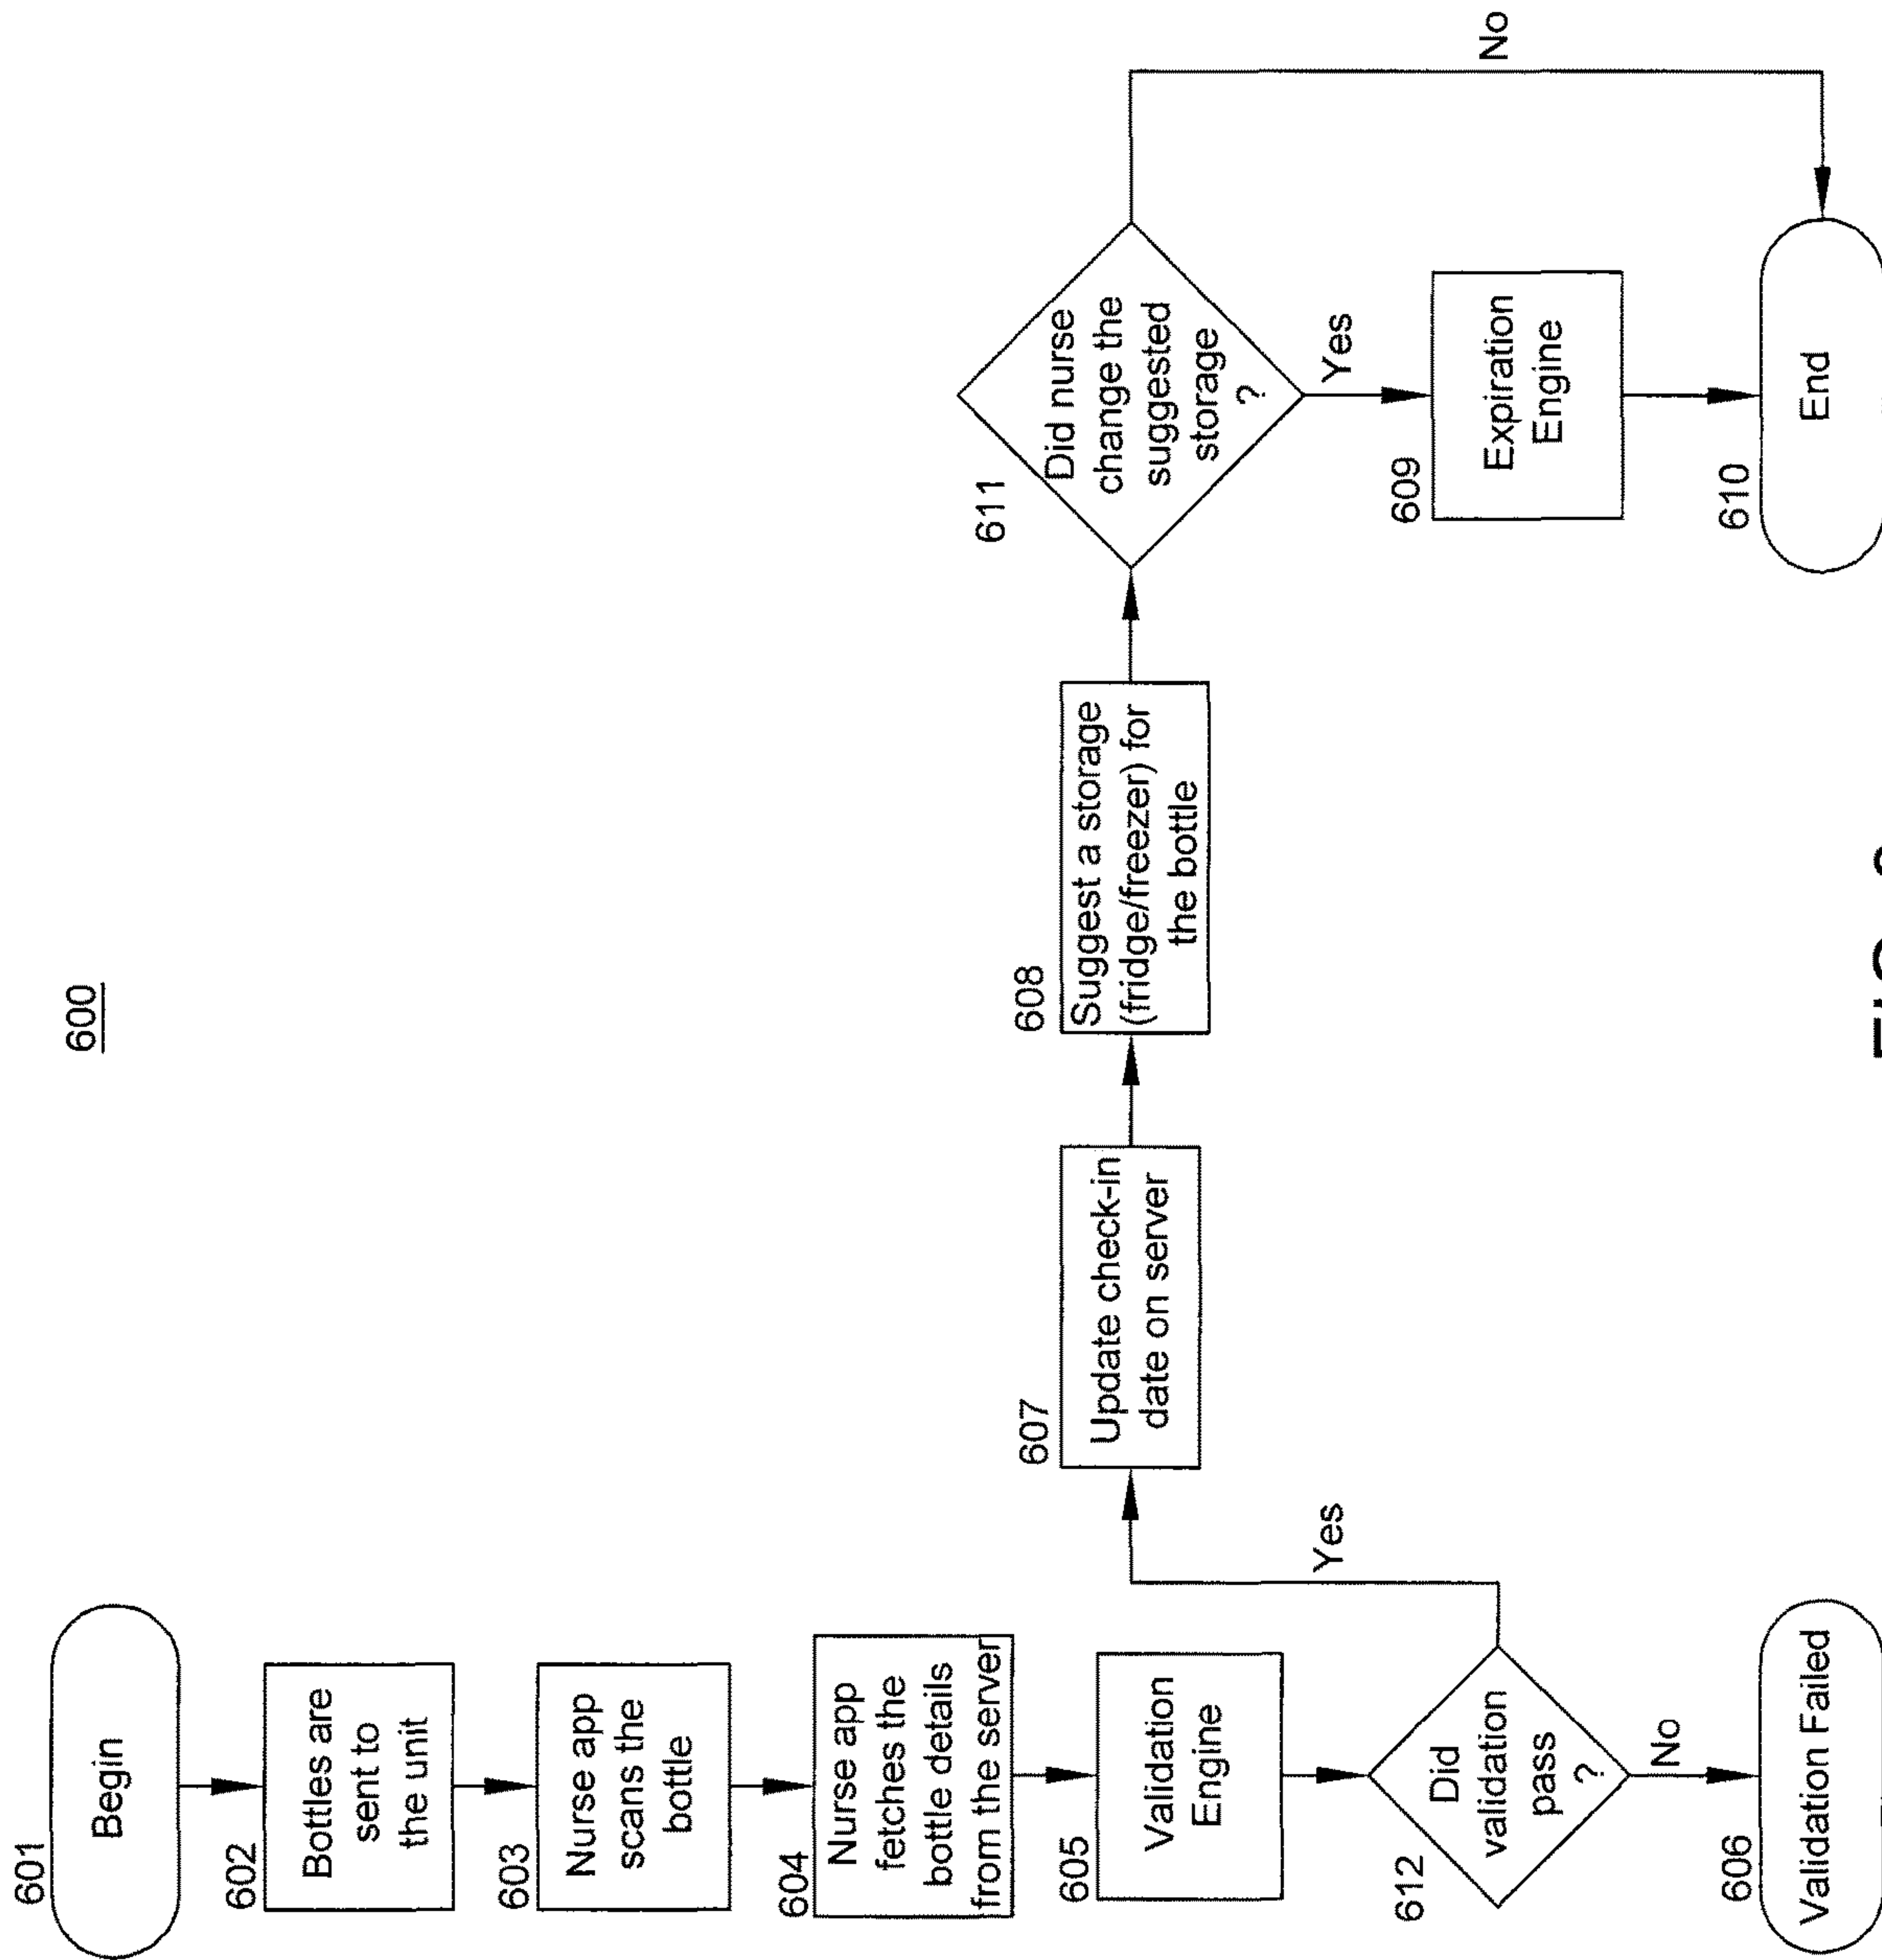 600
601
Begin
602
Bottles are
sent to
the unit
603
Nurse app
scans the
bottle
604
Nurse app
fetches the
bottle details
from the server
605
Validation
Engine
612
Did
validation
pass
?
Yes
No
606
Validation Failed
607
Update check-in
date on server
608
Suggest a storage
(fridge/freezer) for
the bottle
611
Did nurse
change the
suggested
storage
?
Yes
No
609
Expiration
Engine
610
End